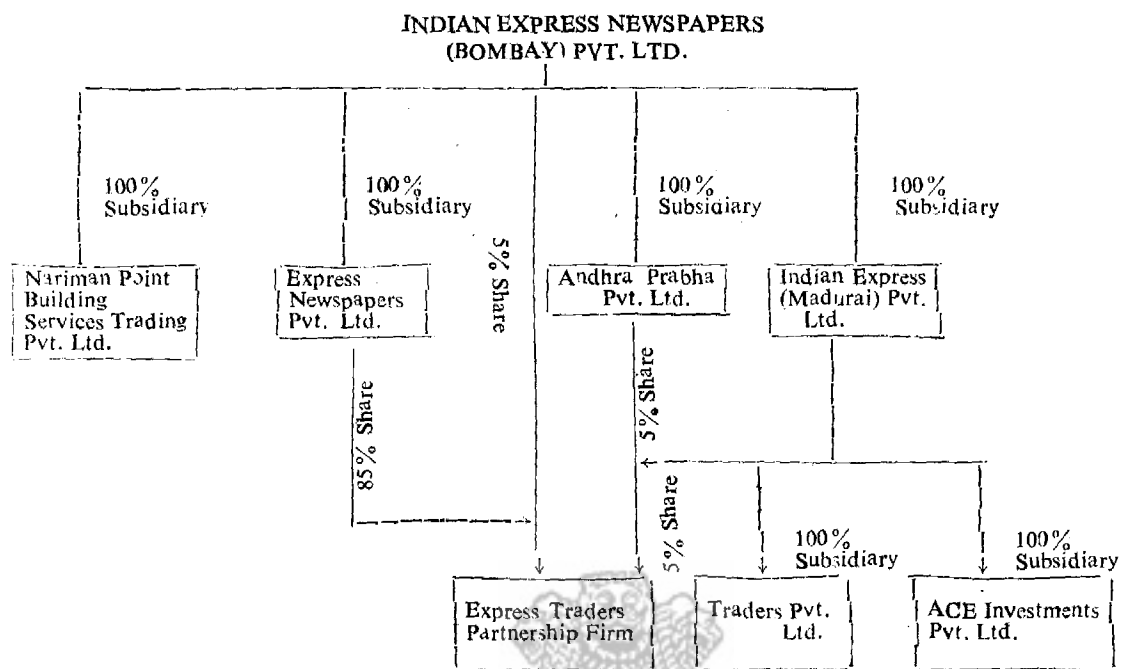 INDIAN EXPRESS NEWSPAPERS
(BOMBAY) PVT. LTD.
100%
Subsidiary
100%
Subsidiary
5% Share
100%
Subsidiary
100%
Subsidiary
Nariman Point
Building
Services Trading
Pvt. Ltd.
Express
Newspapers
Pvt. Ltd.
Andhra Prabha
Pvt. Ltd.
Indian Express
(Madurai) Pvt.
Ltd.
85% Share
5% Share
5% Share
100%
Subsidiary
100%
Subsidiary
Express Traders
Partnership Firm
Traders Pvt.
Ltd.
ACE Investments
Pvt. Ltd.